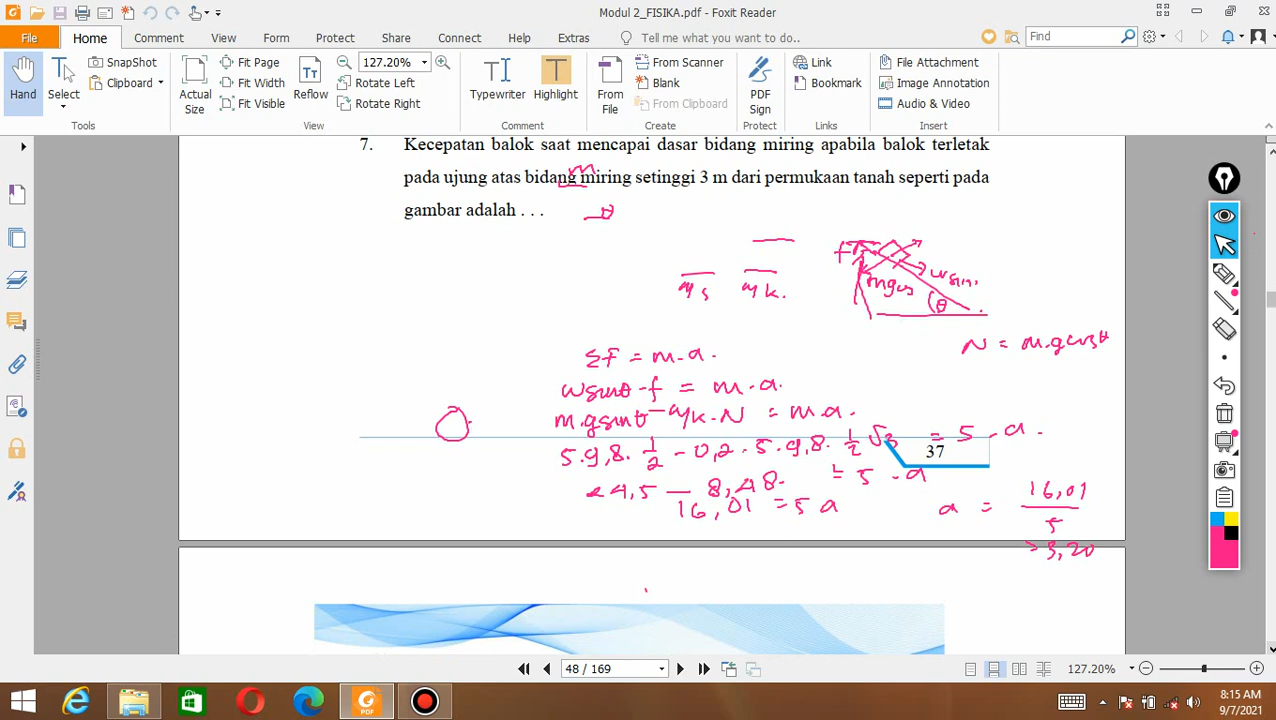 Modul 2_FISIKA.pdf - Foxit Reader
File Home Comment View Form Protect Share Connect Help Extras Tell me what you want to do.. Find
Hand Select SnapShot Clipboard Actual Size Fit Page Fit Width Fit Visible Reflow 127.20% Rotate Left Rotate Right Typewriter Highlight From File From Scanner Blank From Clipboard PDF Sign Link Bookmark File Attachment Image Annotation Audio & Video
Tools View Comment Create Protect Links Insert
7. Kecepatan balok saat mencapai dasar bidang miring apabila balok terletak
pada ujung atas bidang miring setinggi 3 m dari permukaan tanah seperti pada
gambar adalah . . .
m
θ
f
w sin.
mgcos
θ
μs μk.
N = m.g cosθ
ΣF = m.a.
wsinθ - f = m.a.
m.gsinθ - μk.N = m.a.
5.9,8. 1/2 - 0,2.5.9,8. 1/2 √3 = 5.a.
37
24,5 - 8,48. = 5.a
16,01 = 5a
a = 16,01/5
= 3,20
48 / 169 127.20%
8:15 AM
9/7/2021